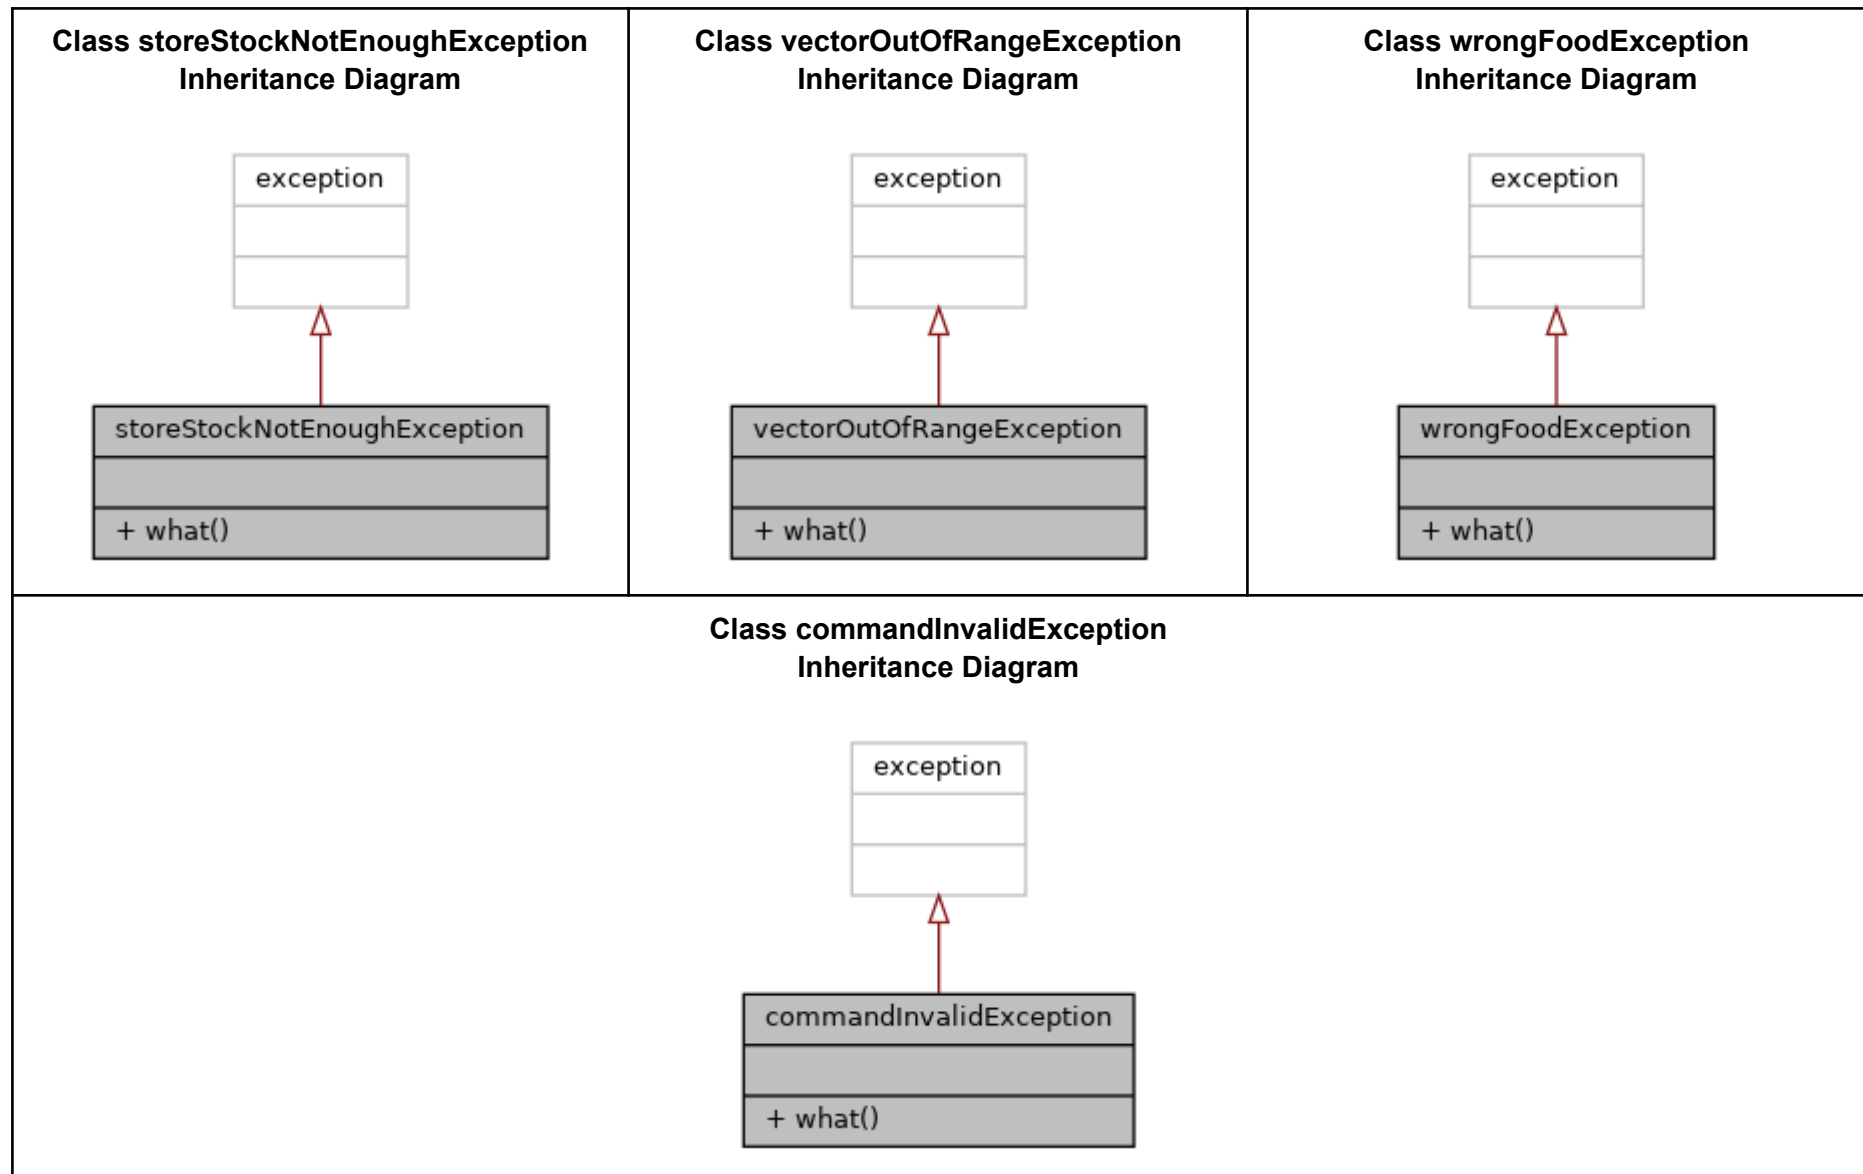 Class storeStockNotEnoughException
Inheritance Diagram
exception
storeStockNotEnoughException
+ what()
Class vectorOutOfRangeException
Inheritance Diagram
exception
vectorOutOfRangeException
+ what()
Class wrongFoodException
Inheritance Diagram
exception
wrongFoodException
+ what()
Class commandInvalidException
Inheritance Diagram
exception
commandInvalidException
+ what()